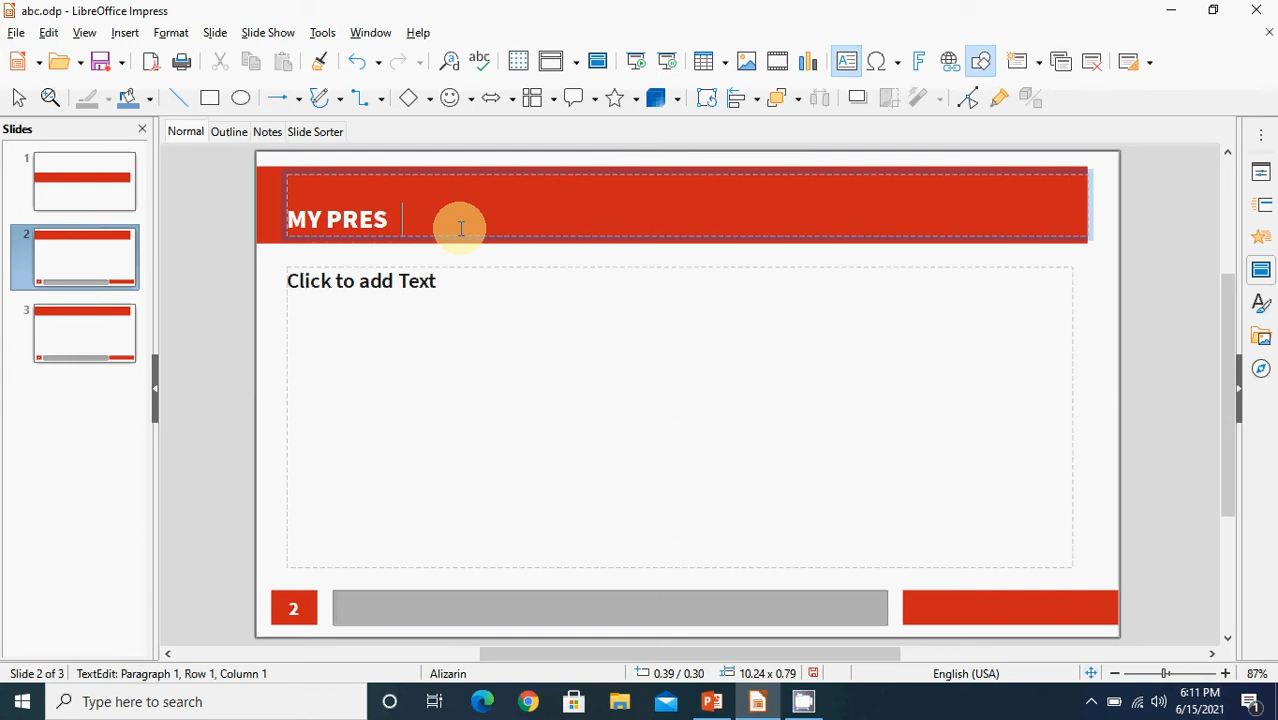 abc.odp - LibreOffice Impress
File Edit View Insert Format Slide Slide Show Tools Window Help
Slides
Normal Outline Notes Slide Sorter
1
2
3
MY PRES
Click to add Text
2
Slide 2 of 3 TextEdit: Paragraph 1, Row 1, Column 1 Alizarin 0.39 / 0.30 10.24 x 0.79 English (USA) 87%
Type here to search
6:11 PM
6/15/2021
1